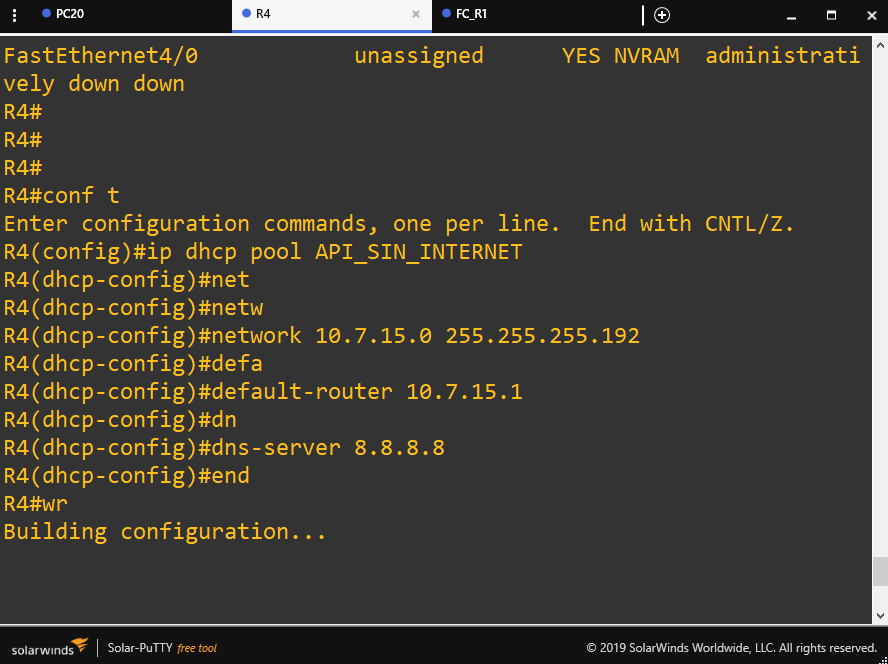 PC20
R4
FC_R1
FastEthernet4/0            unassigned      YES NVRAM  administrati
vely down down
R4#
R4#
R4#
R4#conf t
Enter configuration commands, one per line.  End with CNTL/Z.
R4(config)#ip dhcp pool API_SIN_INTERNET
R4(dhcp-config)#net
R4(dhcp-config)#netw
R4(dhcp-config)#network 10.7.15.0 255.255.255.192
R4(dhcp-config)#defa
R4(dhcp-config)#default-router 10.7.15.1
R4(dhcp-config)#dn
R4(dhcp-config)#dns-server 8.8.8.8
R4(dhcp-config)#end
R4#wr
Building configuration...
solarwinds
Solar-PuTTY free tool
© 2019 SolarWinds Worldwide, LLC. All rights reserved.